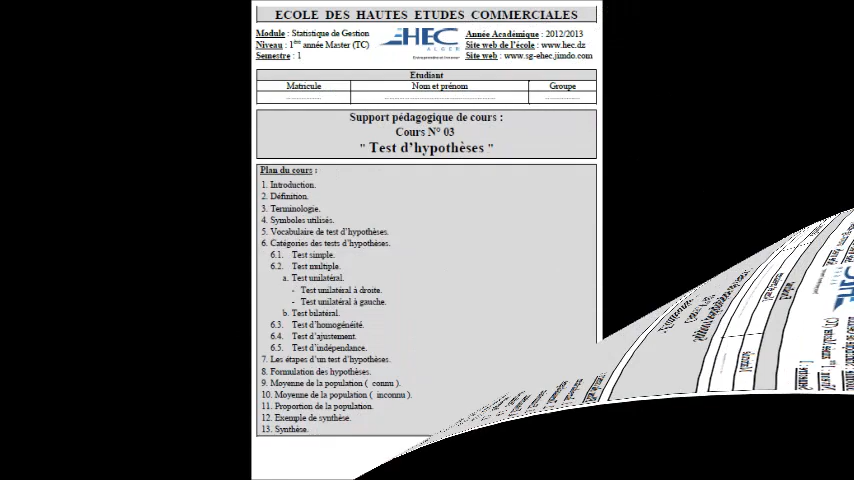 ECOLE DES HAUTES ETUDES COMMERCIALES
Module : Statistique de Gestion
Niveau : 1ère année Master (TC)
Semestre : 1
EHEC
ALGER
Année Académique : 2012/2013
Site web de l'école : www.hec.dz
Site web : www.sg-ehec.jimdo.com
Etudiant
Matricule Nom et prénom Groupe
Support pédagogique de cours :
Cours N° 03
" Test d'hypothèses "
Plan du cours :
1. Introduction.
2. Définition.
3. Terminologie.
4. Symboles utilisés.
5. Vocabulaire de test d'hypothèses.
6. Catégories des tests d'hypothèses.
6.1. Test simple.
6.2. Test multiple.
a. Test unilatéral.
- Test unilatéral à droite.
- Test unilatéral à gauche.
b. Test bilatéral.
6.3. Test d'homogénéité.
6.4. Test d'ajustement.
6.5. Test d'indépendance.
7. Les étapes d'un test d'hypothèses.
8. Formulation des hypothèses.
9. Moyenne de la population ( connu ).
10. Moyenne de la population ( inconnu ).
11. Proportion de la population.
12. Exemple de synthèse.
13. Synthèse.